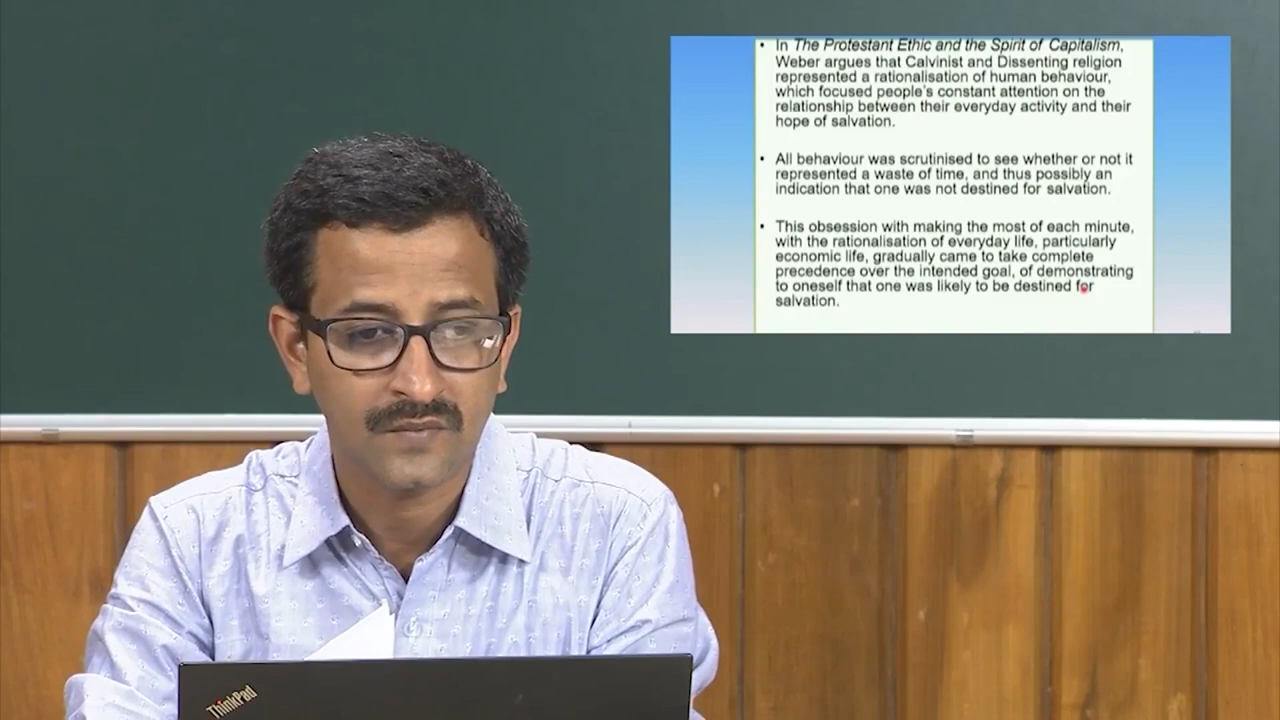 • In The Protestant Ethic and the Spirit of Capitalism,
Weber argues that Calvinist and Dissenting religion
represented a rationalisation of human behaviour,
which focused people's constant attention on the
relationship between their everyday activity and their
hope of salvation.
• All behaviour was scrutinised to see whether or not it
represented a waste of time, and thus possibly an
indication that one was not destined for salvation.
• This obsession with making the most of each minute,
with the rationalisation of everyday life, particularly
economic life, gradually came to take complete
precedence over the intended goal, of demonstrating
to oneself that one was likely to be destined for
salvation.
ThinkPad